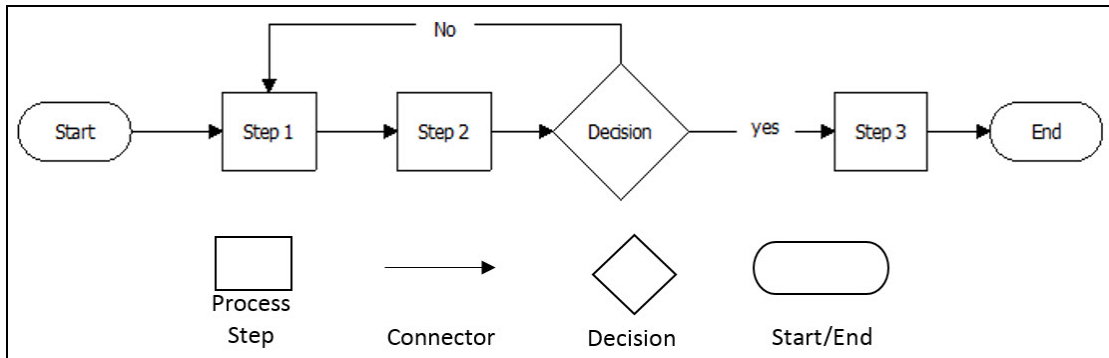 No
Start
Step 1
Step 2
Decision
yes
Step 3
End
Process
Step
Connector
Decision
Start/End